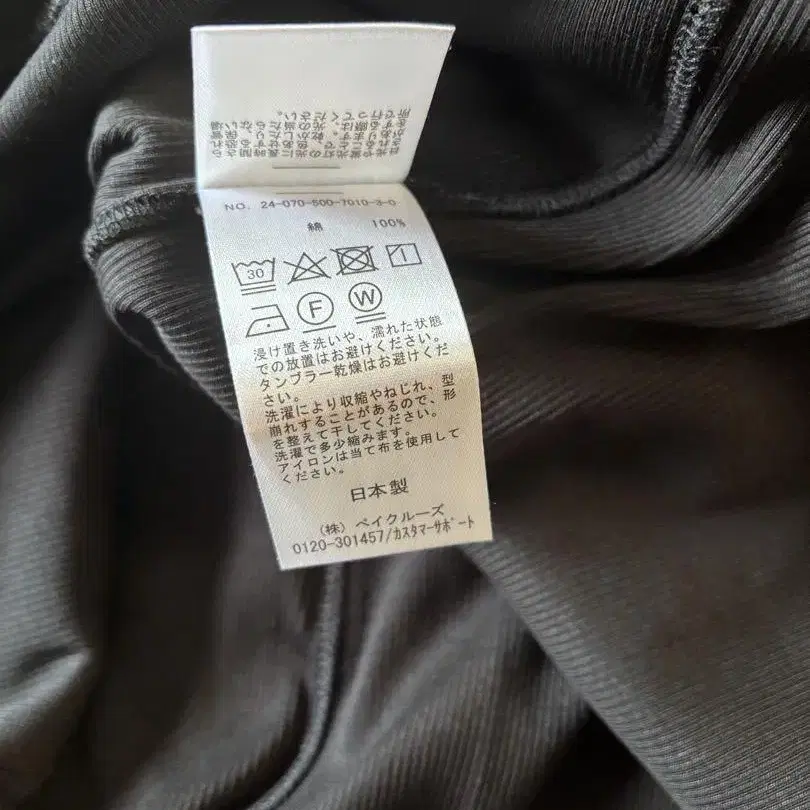 NO. 24-070-500-7010-3-0
綿 100%
30
F W
浸け置き洗いや、濡れた状態
での放置はお避けください。
タンブラー乾燥はお避けくだ
さい。
洗濯により収縮やねじれ、型
崩れすることがあるので、形
を整えて干してください。
洗濯で多少縮みます。
アイロンは当て布を使用して
ください。
日本製
(株) ベイクルーズ
0120-301457/カスタマーサポート